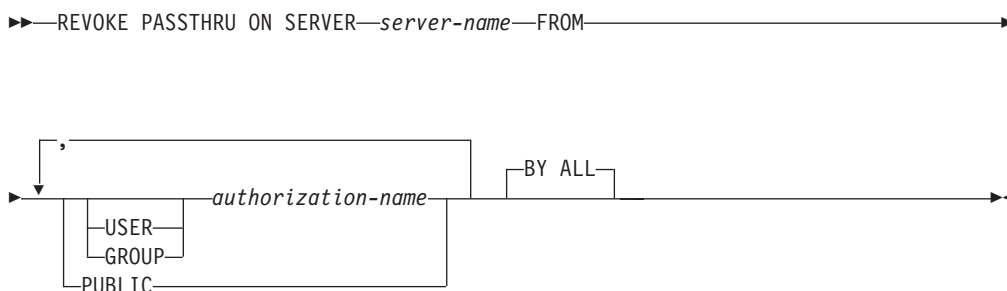 REVOKE PASSTHRU ON SERVER server-name FROM
,
BY ALL
authorization-name
USER
GROUP
PUBLIC